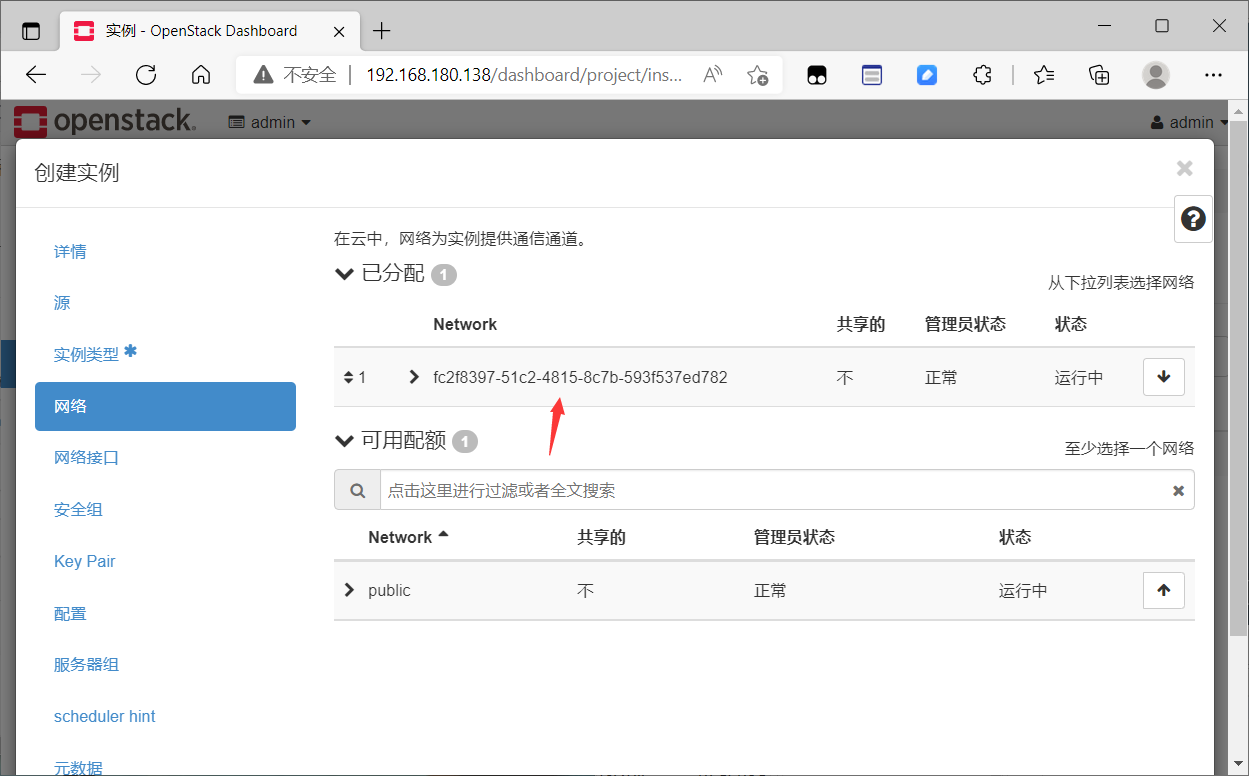 实例 - OpenStack Dashboard
不安全 192.168.180.138/dashboard/project/ins...
openstack. admin admin
创建实例
在云中，网络为实例提供通信通道。
详情
已分配 1
从下拉列表选择网络
源
Network 共享的 管理员状态 状态
实例类型 *
1 fc2f8397-51c2-4815-8c7b-593f537ed782 不 正常 运行中
网络
可用配额 1
至少选择一个网络
网络接口
点击这里进行过滤或者全文搜索
安全组
Network 共享的 管理员状态 状态
Key Pair
public 不 正常 运行中
配置
服务器组
scheduler hint
元数据